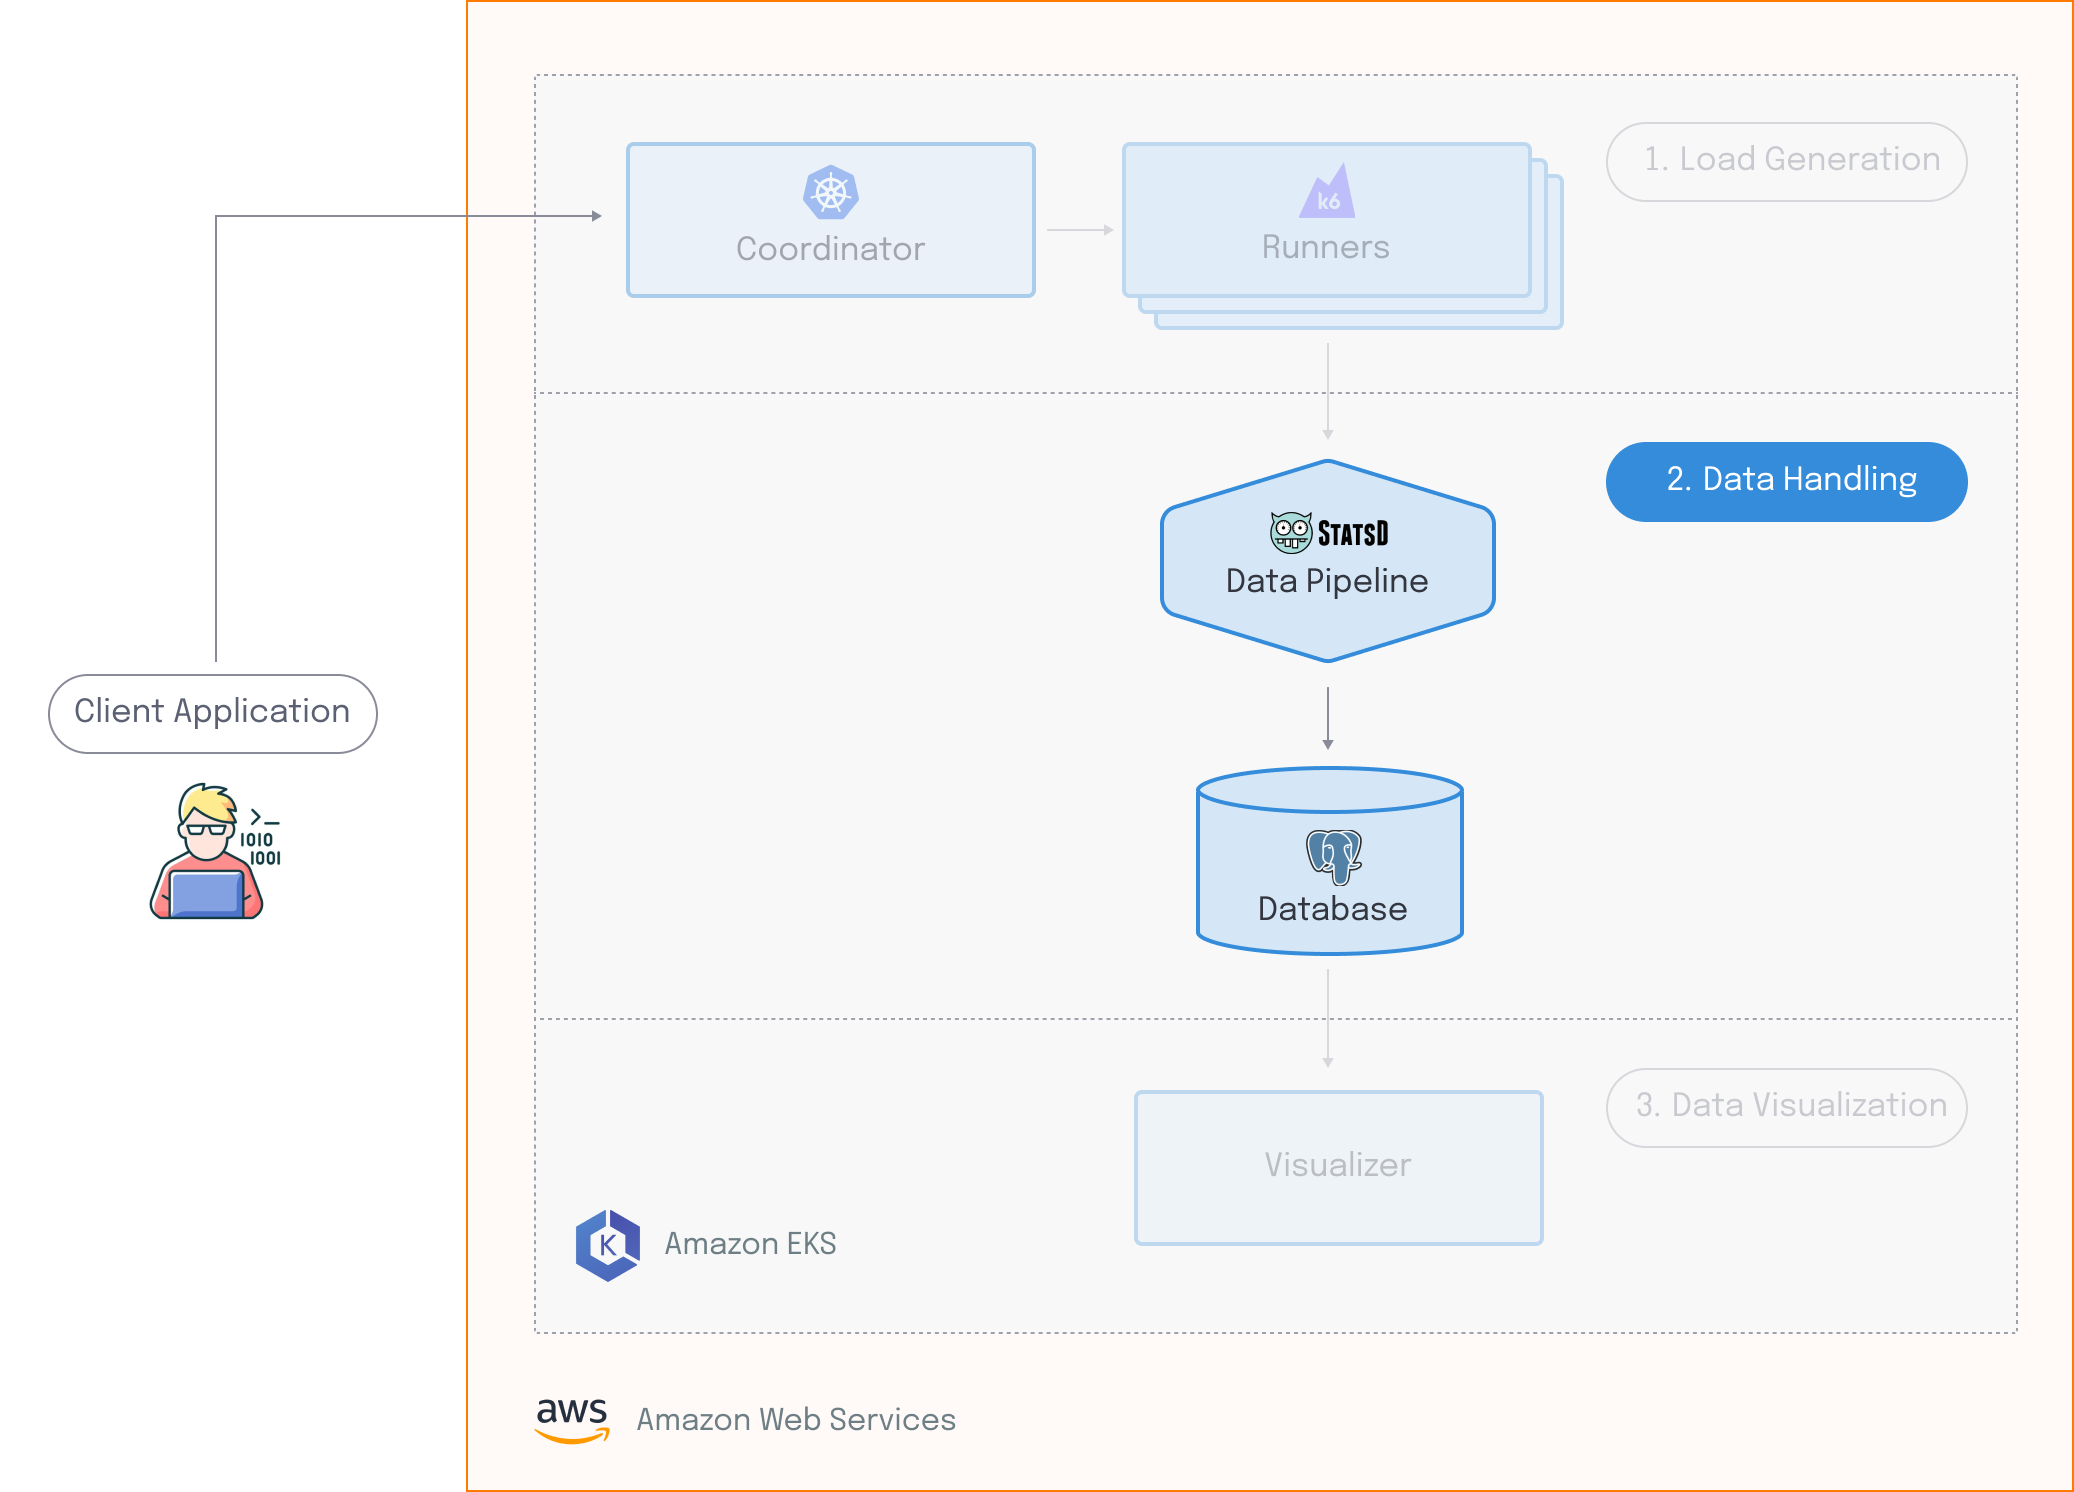 Coordinator
k6
Runners
1. Load Generation
StatsD
Data Pipeline
2. Data Handling
Client Application
>_
1010
1001
Database
Visualizer
3. Data Visualization
K
Amazon EKS
aws
Amazon Web Services